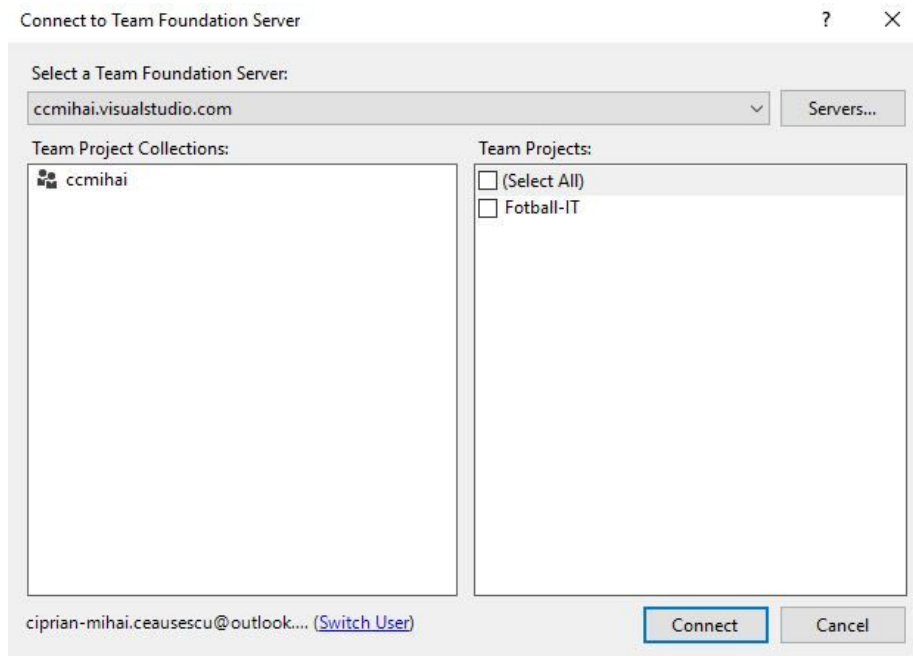 Connect to Team Foundation Server
?
Select a Team Foundation Server:
ccmihai.visualstudio.com
Servers...
Team Project Collections:
Team Projects:
ccmihai
(Select All)
Fotball-IT
ciprian-mihai.ceausescu@outlook.... (Switch User)
Connect
Cancel